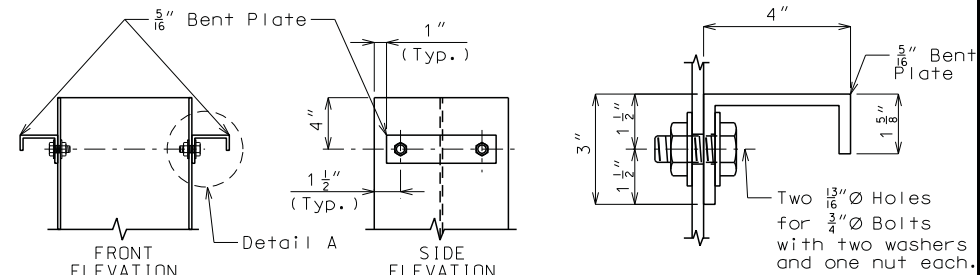 5/16" Bent Plate
1"
(Typ.)
4"
1 1/2"
(Typ.)
Detail A
FRONT
ELEVATION
SIDE
ELEVATION
4"
5/16" Bent
Plate
3"
1 1/2"
1 1/2"
1 5/8"
Two 13/16"Ø Holes
for 3/4"Ø Bolts
with two washers
and one nut each.